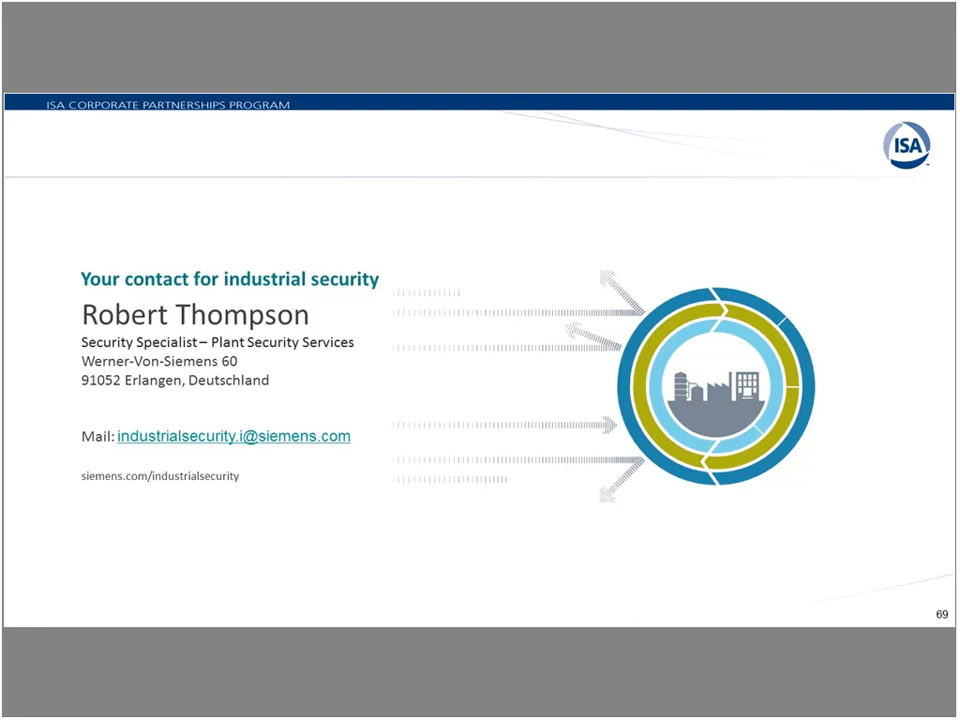 ISA CORPORATE PARTNERSHIPS PROGRAM
ISA
Your contact for industrial security
Robert Thompson
Security Specialist – Plant Security Services
Werner-Von-Siemens 60
91052 Erlangen, Deutschland
Mail: industrialsecurity.i@siemens.com
siemens.com/industrialsecurity
69